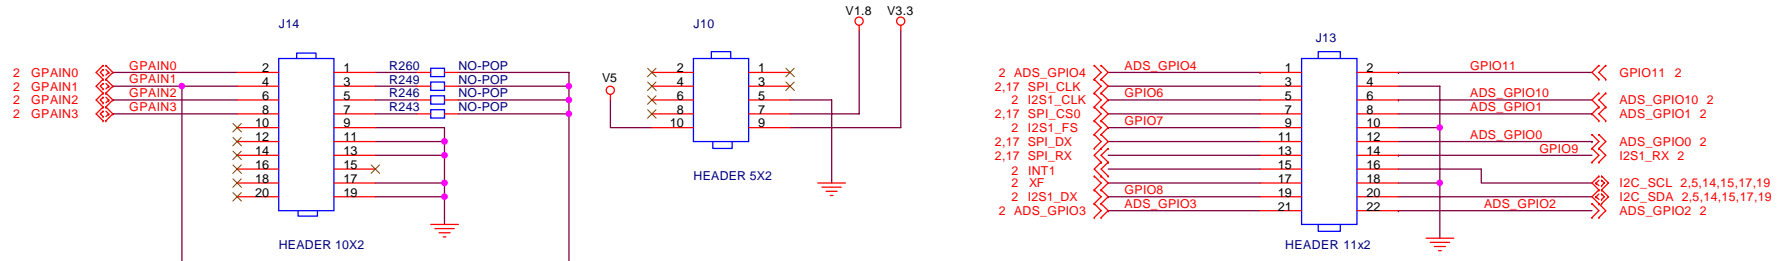 J14
2 GPAIN0 GPAIN0 2 1 R260 NO-POP
2 GPAIN1 GPAIN1 4 3 R249 NO-POP
2 GPAIN2 GPAIN2 6 5 R246 NO-POP
2 GPAIN3 GPAIN3 8 7 R243 NO-POP
10 9
12 11
14 13
16 15
18 17
20 19
HEADER 10X2
J10
V1.8 V3.3
V5
2 1
4 3
6 5
8 7
10 9
HEADER 5X2
J13
2 ADS_GPIO4 ADS_GPIO4 1 2 GPIO11 GPIO11 2
2,17 SPI_CLK 3 4
2 I2S1_CLK GPIO6 5 6 ADS_GPIO10 ADS_GPIO10 2
2,17 SPI_CS0 7 8 ADS_GPIO1 ADS_GPIO1 2
2 I2S1_FS GPIO7 9 10
2,17 SPI_DX 11 12 ADS_GPIO0 ADS_GPIO0 2
2,17 SPI_RX 13 14 GPIO9 I2S1_RX 2
2 INT1 15 16
2 XF 17 18 I2C_SCL 2,5,14,15,17,19
2 I2S1_DX GPIO8 19 20 I2C_SDA 2,5,14,15,17,19
2 ADS_GPIO3 ADS_GPIO3 21 22 ADS_GPIO2 ADS_GPIO2 2
HEADER 11x2